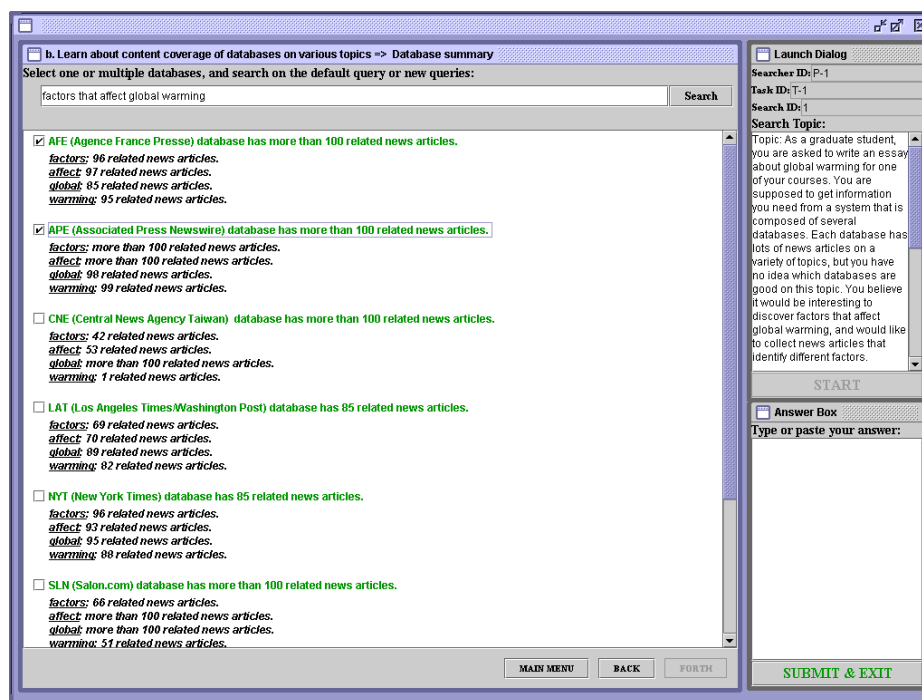 b. Learn about content coverage of databases on various topics => Database summary
Select one or multiple databases, and search on the default query or new queries:
factors that affect global warming
Search
AFE (Agence France Presse) database has more than 100 related news articles.
factors: 96 related news articles.
affect: 97 related news articles.
global: 85 related news articles.
warming: 95 related news articles.
APE (Associated Press Newswire) database has more than 100 related news articles.
factors: more than 100 related news articles.
affect: more than 100 related news articles.
global: 98 related news articles.
warming: 99 related news articles.
CNE (Central News Agency Taiwan) database has more than 100 related news articles.
factors: 42 related news articles.
affect: 53 related news articles.
global: more than 100 related news articles.
warming: 1 related news articles.
LAT (Los Angeles Times/Washington Post) database has 85 related news articles.
factors: 69 related news articles.
affect: 70 related news articles.
global: 89 related news articles.
warming: 82 related news articles.
NYT (New York Times) database has 85 related news articles.
factors: 96 related news articles.
affect: 93 related news articles.
global: 95 related news articles.
warming: 88 related news articles.
SLN (Salon.com) database has more than 100 related news articles.
factors: 66 related news articles.
affect: more than 100 related news articles.
global: more than 100 related news articles.
warming: 51 related news articles.
MAIN MENU
BACK
FORTH
Launch Dialog
Searcher ID: P-1
Task ID: T-1
Search ID: 1
Search Topic:
Topic: As a graduate student,
you are asked to write an essay
about global warming for one
of your courses. You are
supposed to get information
you need from a system that is
composed of several
databases. Each database has
lots of news articles on a
variety of topics, but you have
no idea which databases are
good on this topic. You believe
it would be interesting to
discover factors that affect
global warming, and would like
to collect news articles that
identify different factors.
START
Answer Box
Type or paste your answer:
SUBMIT & EXIT